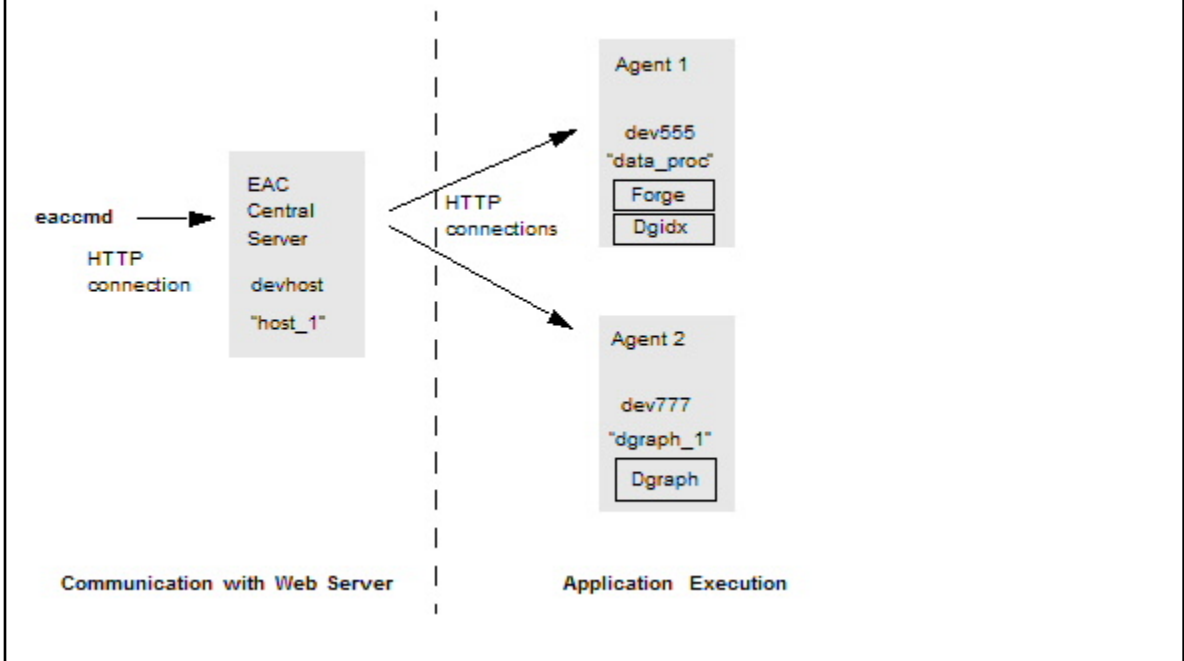 eaccmd
HTTP
connection
EAC
Central
Server
devhost
"host_1"
HTTP
connections
Agent 1
dev555
"data_proc"
Forge
Dgidx
Agent 2
dev777
"dgraph_1"
Dgraph
Communication with Web Server
Application Execution